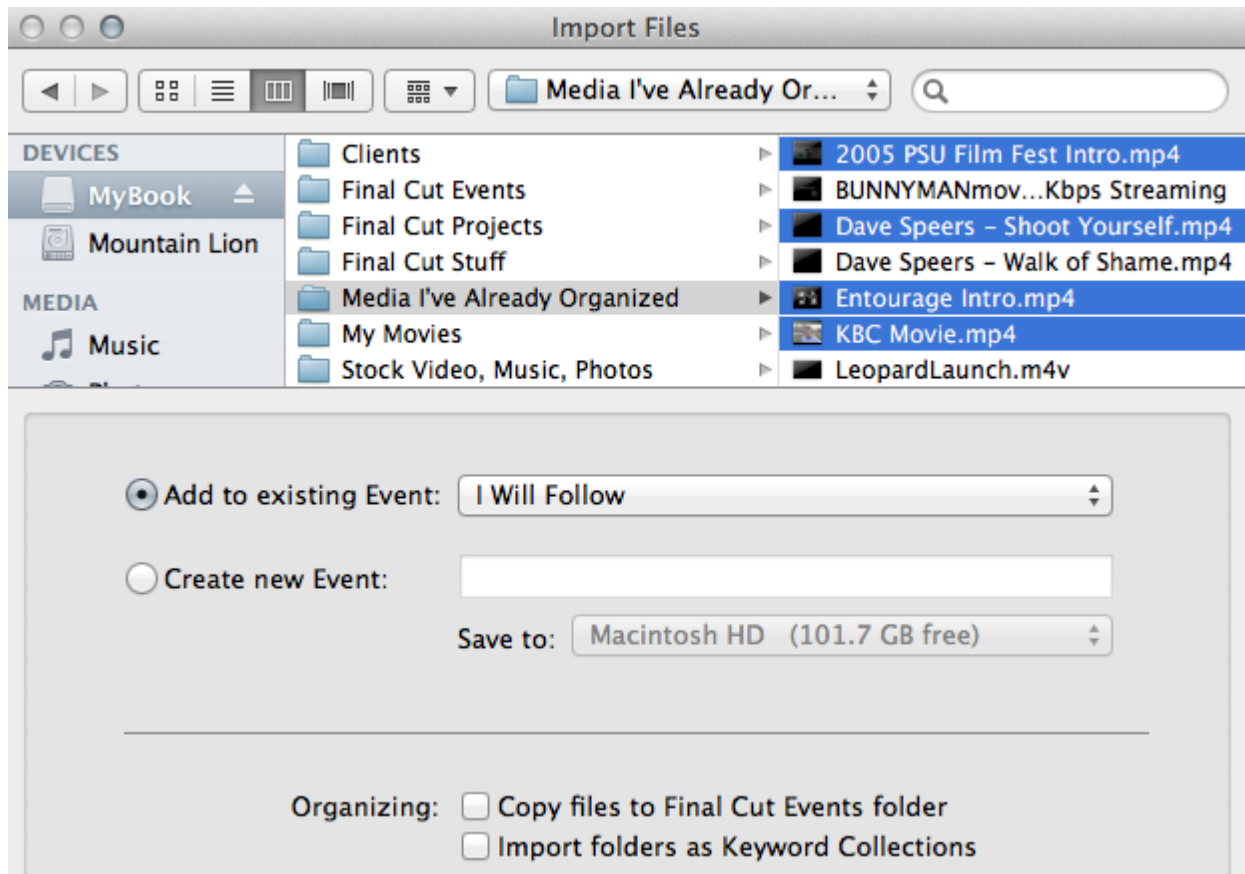 Import Files
Media I've Already Or...
DEVICES
MyBook
Mountain Lion
MEDIA
Music
Clients
Final Cut Events
Final Cut Projects
Final Cut Stuff
Media I've Already Organized
My Movies
Stock Video, Music, Photos
2005 PSU Film Fest Intro.mp4
BUNNYMANmov...Kbps Streaming
Dave Speers – Shoot Yourself.mp4
Dave Speers – Walk of Shame.mp4
Entourage Intro.mp4
KBC Movie.mp4
LeopardLaunch.m4v
Add to existing Event: I Will Follow
Create new Event:
Save to: Macintosh HD (101.7 GB free)
Organizing: Copy files to Final Cut Events folder
Import folders as Keyword Collections